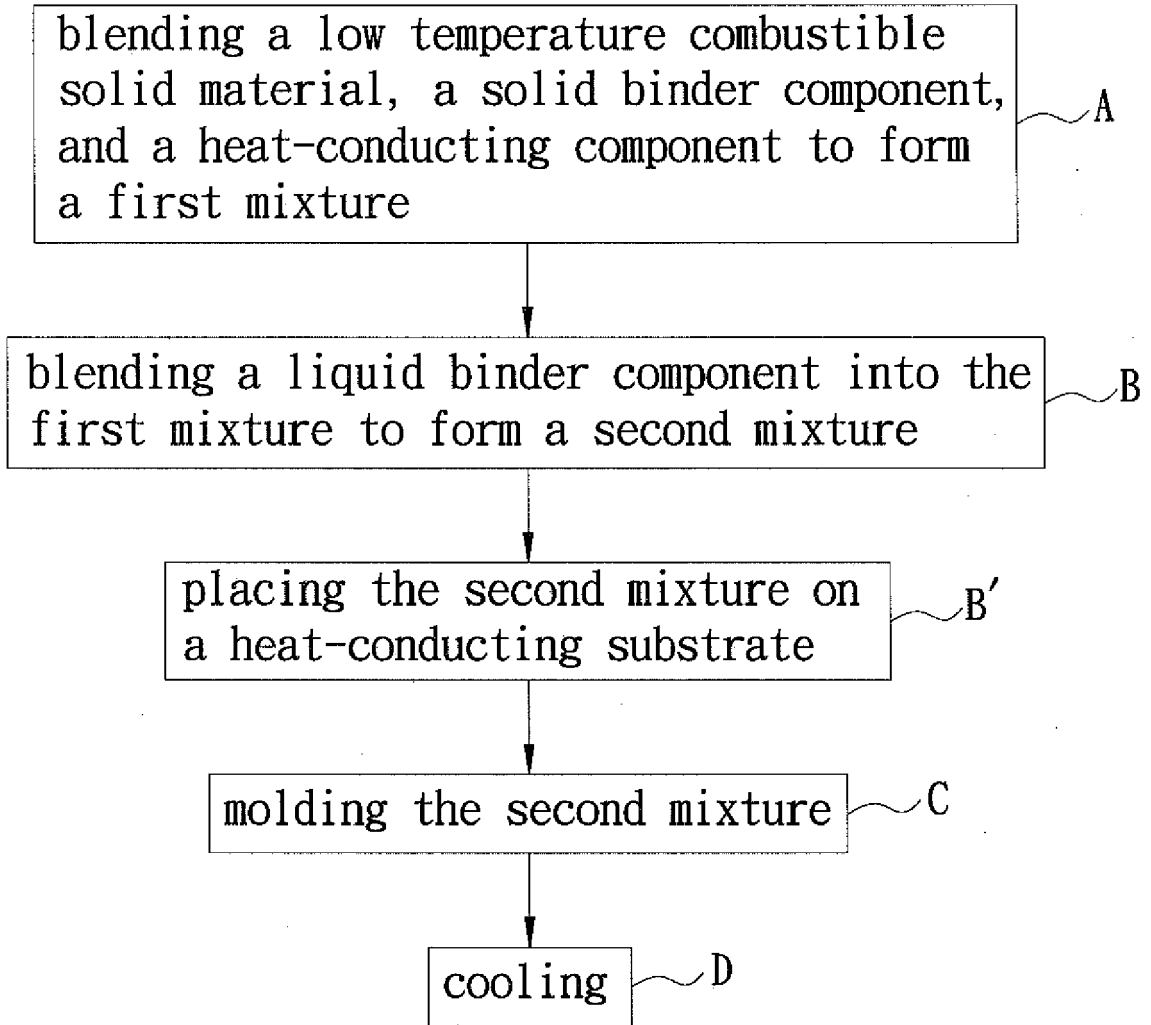 blending a low temperature combustible
solid material, a solid binder component,
and a heat-conducting component to form
a first mixture
A
blending a liquid binder component into the
first mixture to form a second mixture
B
placing the second mixture on
a heat-conducting substrate
B′
molding the second mixture
C
cooling
D